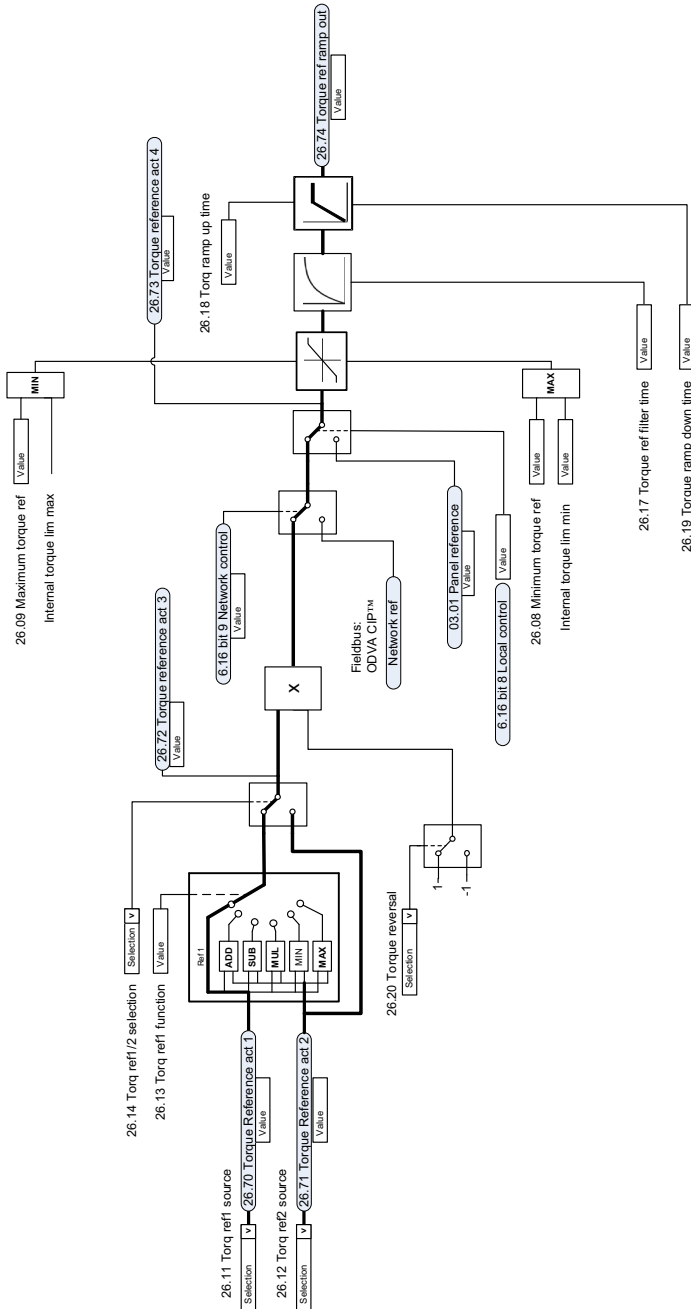 26.11 Torq ref1 source
Selection v
26.70 Torque Reference act 1
Value
26.12 Torq ref2 source
Selection v
26.71 Torque Reference act 2
Value
26.14 Torq ref1/2 selection
Selection v
26.13 Torq ref1 function
Value
Ref1
ADD
SUB
MUL
MIN
MAX
26.72 Torque reference act 3
Value
26.20 Torque reversal
Selection v
1
-1
X
6.16 bit 9 Network control
Value
Fieldbus:
ODVA CIP™
Network ref
03.01 Panel reference
Value
6.16 bit 8 Local control
Value
26.73 Torque reference act 4
Value
26.09 Maximum torque ref
Value
Internal torque lim max
MIN
26.08 Minimum torque ref
Value
Internal torque lim min
Value
MAX
26.18 Torq ramp up time
Value
26.17 Torque ref filter time
Value
26.19 Torque ramp down time
Value
26.74 Torque ref ramp out
Value